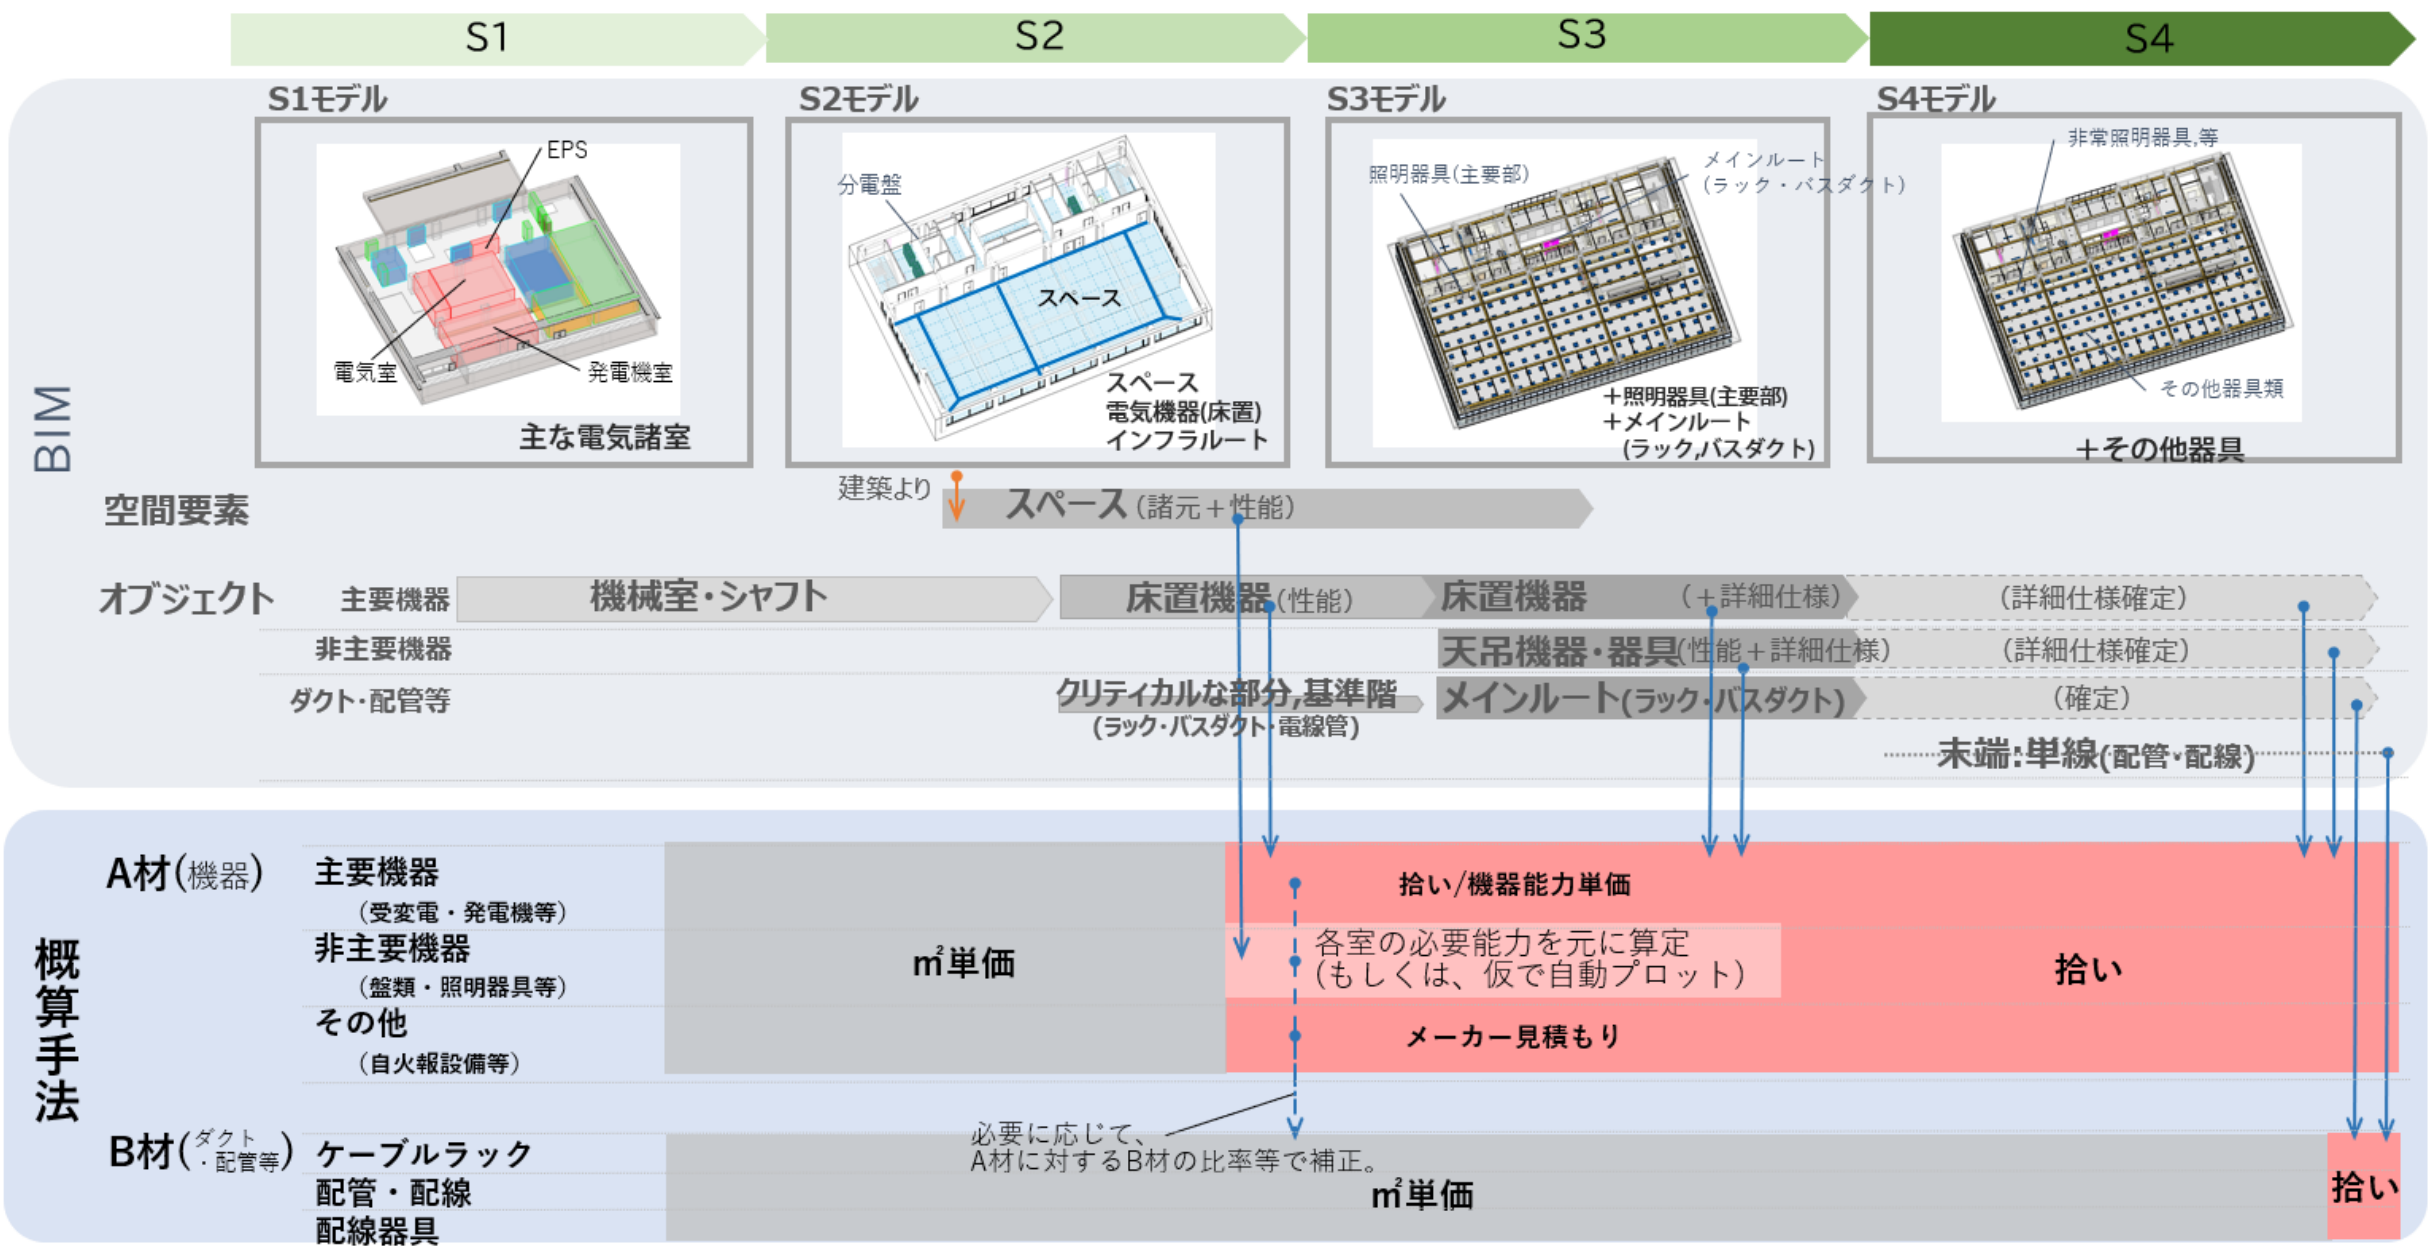 S1
S2
S3
S4
S1モデル
S2モデル
S3モデル
S4モデル
EPS
電気室
発電機室
主な電気諸室
分電盤
スペース
スペース
電気機器(床置)
インフラルート
照明器具(主要部)
メインルート
(ラック・バスダクト)
＋照明器具(主要部)
＋メインルート
(ラック,バスダクト)
非常照明器具,等
その他器具類
＋その他器具
BIM
建築より
空間要素
スペース(諸元＋性能)
オブジェクト
主要機器
機械室・シャフト
床置機器(性能)
床置機器
(＋詳細仕様)
(詳細仕様確定)
非主要機器
天吊機器・器具(性能＋詳細仕様)
(詳細仕様確定)
ダクト・配管等
クリティカルな部分,基準階
(ラック・バスダクト・電線管)
メインルート(ラック・バスダクト)
(確定)
末端:単線(配管・配線)
概算手法
A材(機器)
主要機器
(受変電・発電機等)
非主要機器
(盤類・照明器具等)
その他
(自火報設備等)
㎡単価
拾い/機器能力単価
各室の必要能力を元に算定
(もしくは、仮で自動プロット)
メーカー見積もり
拾い
必要に応じて、
A材に対するB材の比率等で補正。
B材(ダクト
・配管等)
ケーブルラック
配管・配線
配線器具
㎡単価
拾い